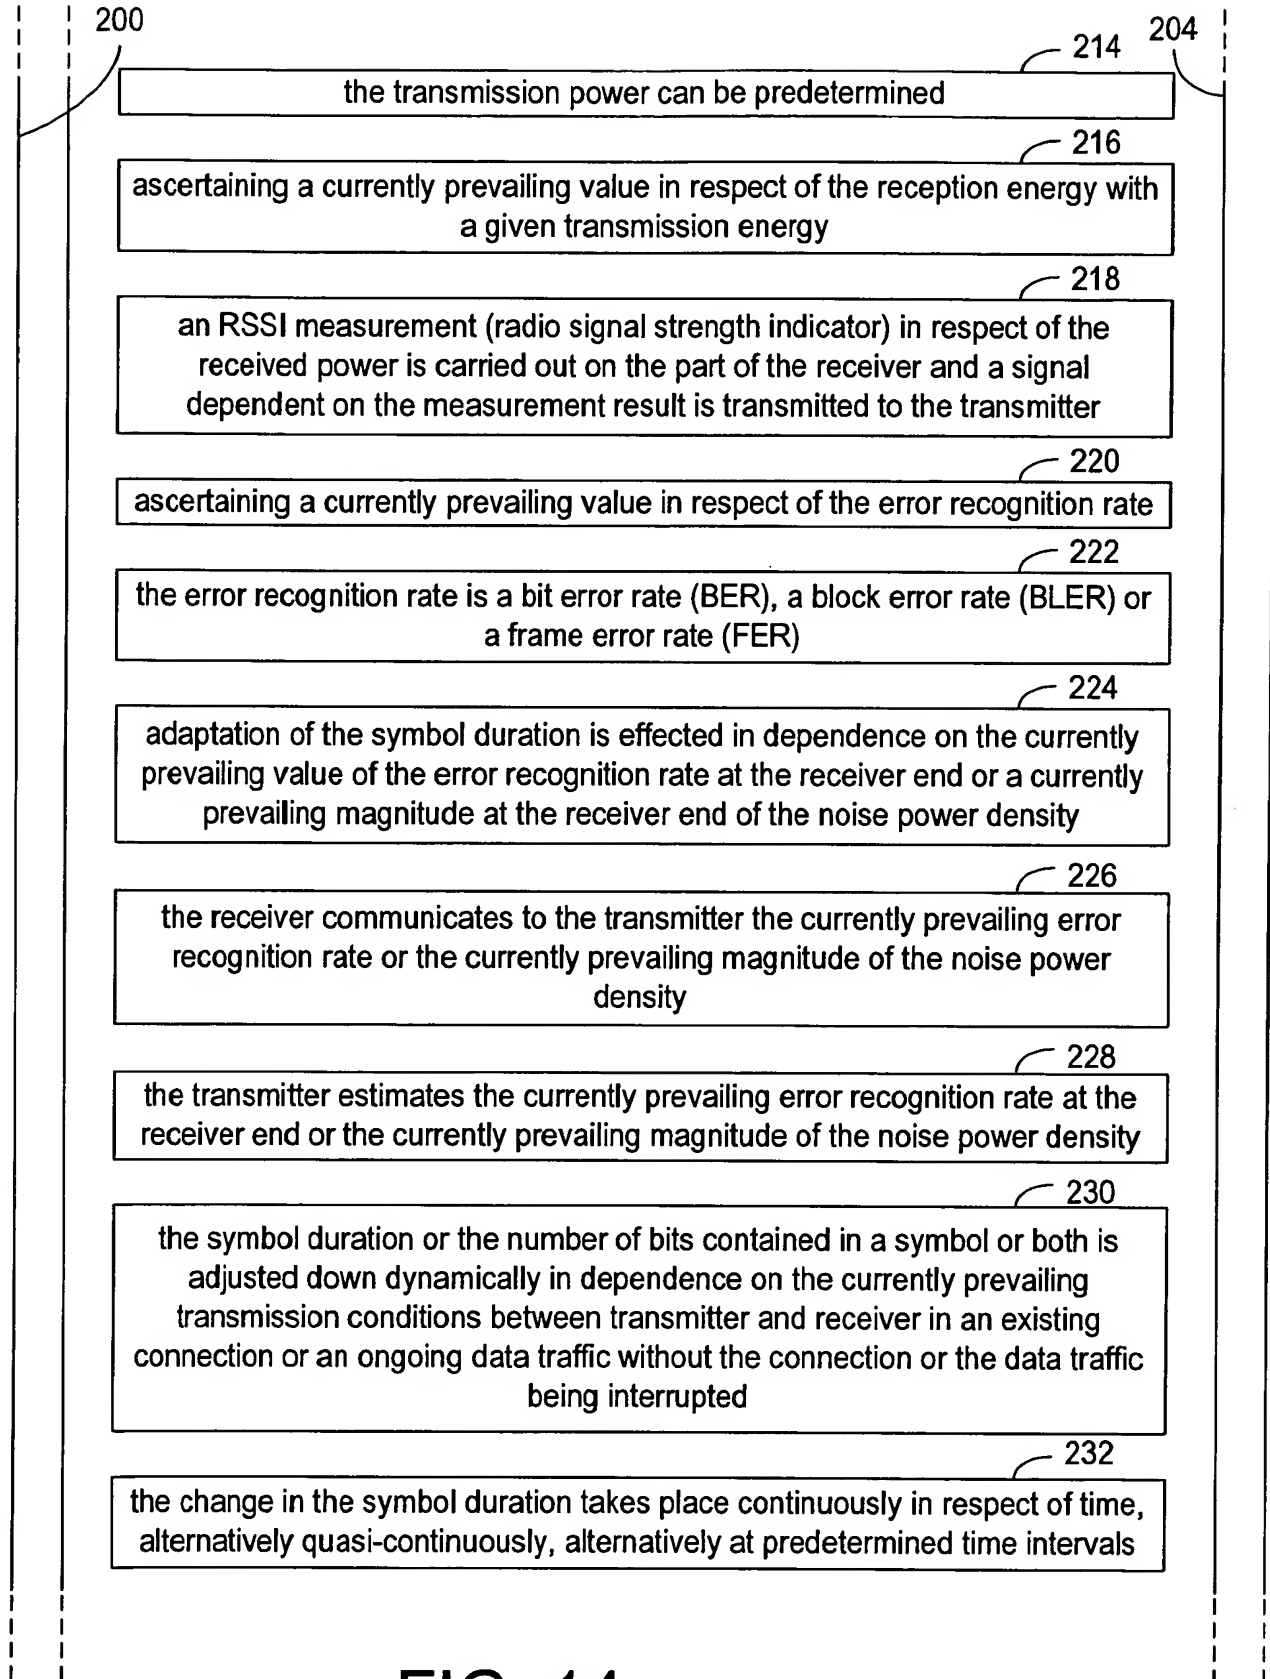 200
204
214
the transmission power can be predetermined
216
ascertaining a currently prevailing value in respect of the reception energy with
a given transmission energy
218
an RSSI measurement (radio signal strength indicator) in respect of the
received power is carried out on the part of the receiver and a signal
dependent on the measurement result is transmitted to the transmitter
220
ascertaining a currently prevailing value in respect of the error recognition rate
222
the error recognition rate is a bit error rate (BER), a block error rate (BLER) or
a frame error rate (FER)
224
adaptation of the symbol duration is effected in dependence on the currently
prevailing value of the error recognition rate at the receiver end or a currently
prevailing magnitude at the receiver end of the noise power density
226
the receiver communicates to the transmitter the currently prevailing error
recognition rate or the currently prevailing magnitude of the noise power
density
228
the transmitter estimates the currently prevailing error recognition rate at the
receiver end or the currently prevailing magnitude of the noise power density
230
the symbol duration or the number of bits contained in a symbol or both is
adjusted down dynamically in dependence on the currently prevailing
transmission conditions between transmitter and receiver in an existing
connection or an ongoing data traffic without the connection or the data traffic
being interrupted
232
the change in the symbol duration takes place continuously in respect of time,
alternatively quasi-continuously, alternatively at predetermined time intervals